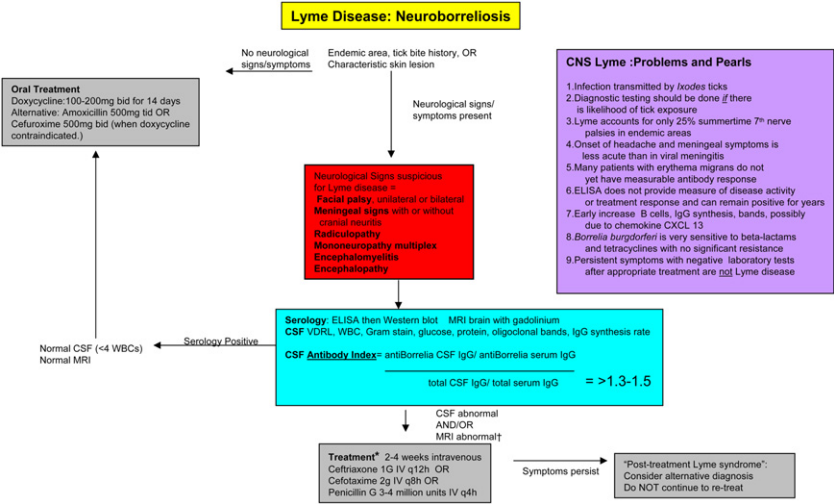 Lyme Disease: Neuroborreliosis
No neurological
signs/symptoms
Endemic area, tick bite history, OR
Characteristic skin lesion
Oral Treatment
Doxycycline:100-200mg bid for 14 days
Alternative: Amoxicillin 500mg tid OR
Cefuroxime 500mg bid (when doxycycline
contraindicated.)
Neurological signs/
symptoms present
CNS Lyme :Problems and Pearls
1.Infection transmitted by Ixodes ticks
2.Diagnostic testing should be done if there
is likelihood of tick exposure
3.Lyme accounts for only 25% summertime 7th nerve
palsies in endemic areas
4.Onset of headache and meningeal symptoms is
less acute than in viral meningitis
5.Many patients with erythema migrans do not
yet have measurable antibody response
6.ELISA does not provide measure of disease activity
or treatment response and can remain positive for years
7.Early increase B cells, IgG synthesis, bands, possibly
due to chemokine CXCL 13
8.Borrelia burgdorferi is very sensitive to beta-lactams
and tetracyclines with no significant resistance
9.Persistent symptoms with negative laboratory tests
after appropriate treatment are not Lyme disease
Neurological Signs suspicious
for Lyme disease =
Facial palsy, unilateral or bilateral
Meningeal signs with or without
cranial neuritis
Radiculopathy
Mononeuropathy multiplex
Encephalomyelitis
Encephalopathy
Serology: ELISA then Western blot MRI brain with gadolinium
CSF VDRL, WBC, Gram stain, glucose, protein, oligoclonal bands, IgG synthesis rate
CSF Antibody Index= antiBorrelia CSF IgG/ antiBorrelia serum IgG
total CSF IgG/ total serum IgG = >1.3-1.5
Serology Positive
Normal CSF (<4 WBCs)
Normal MRI
CSF abnormal
AND/OR
MRI abnormal†
Treatment* 2-4 weeks intravenous
Ceftriaxone 1G IV q12h OR
Cefotaxime 2g IV q8h OR
Penicillin G 3-4 million units IV q4h
Symptoms persist
“Post-treatment Lyme syndrome”:
Consider alternative diagnosis
Do NOT continue to re-treat